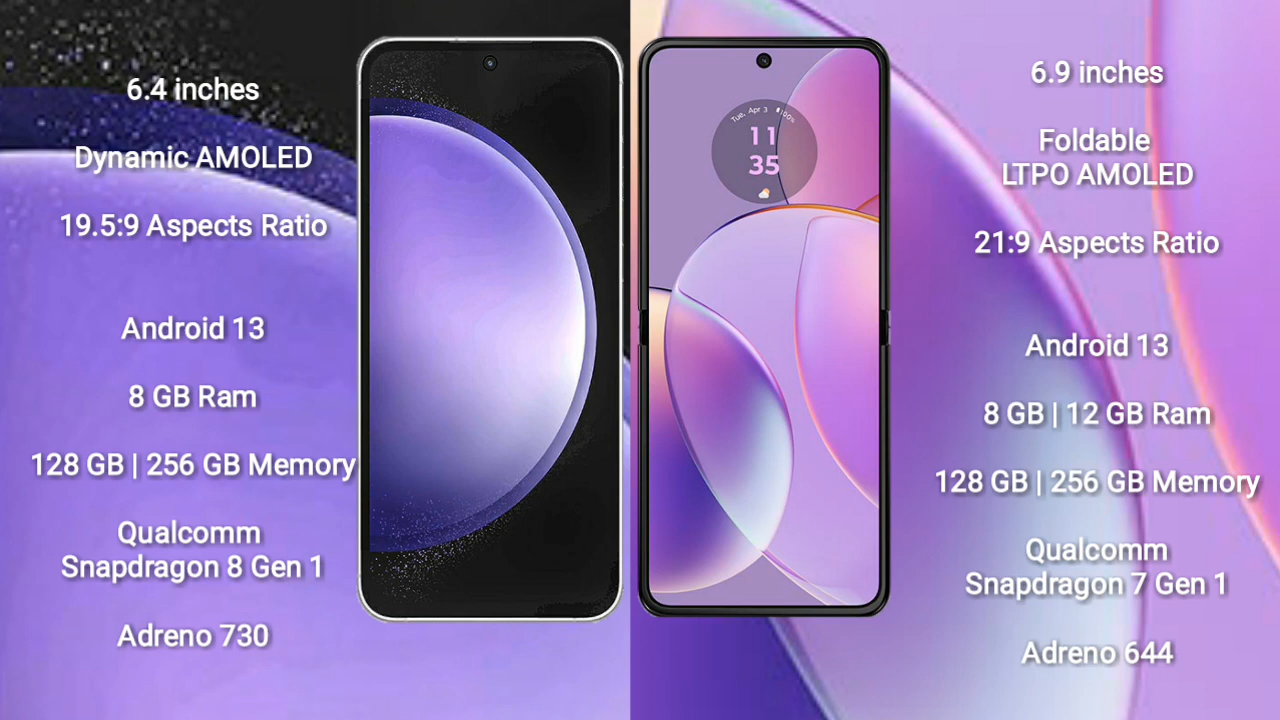 6.4 inches
Dynamic AMOLED
19.5:9 Aspects Ratio
Android 13
8 GB Ram
128 GB | 256 GB Memory
Qualcomm
Snapdragon 8 Gen 1
Adreno 730
Tue, Apr 3 100%
11
35
6.9 inches
Foldable
LTPO AMOLED
21:9 Aspects Ratio
Android 13
8 GB | 12 GB Ram
128 GB | 256 GB Memory
Qualcomm
Snapdragon 7 Gen 1
Adreno 644